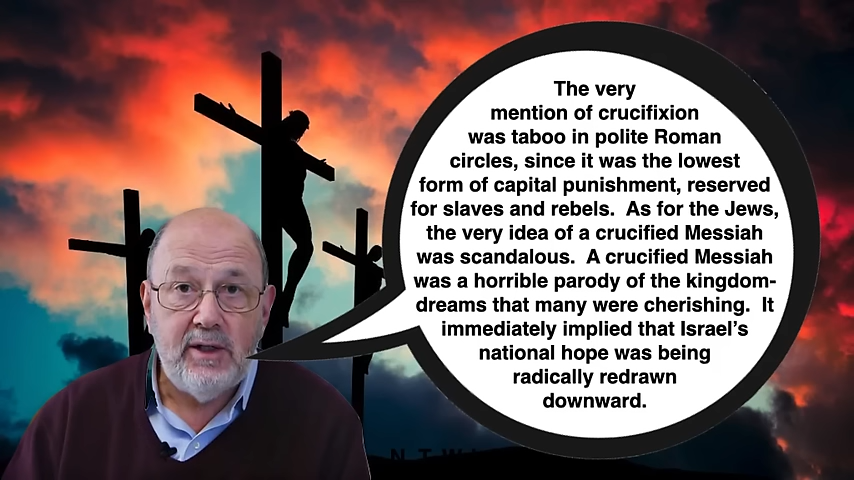 The very
mention of crucifixion
was taboo in polite Roman
circles, since it was the lowest
form of capital punishment, reserved
for slaves and rebels.  As for the Jews,
the very idea of a crucified Messiah
was scandalous.  A crucified Messiah
was a horrible parody of the kingdom-
dreams that many were cherishing.  It
immediately implied that Israel's
national hope was being
radically redrawn
downward.